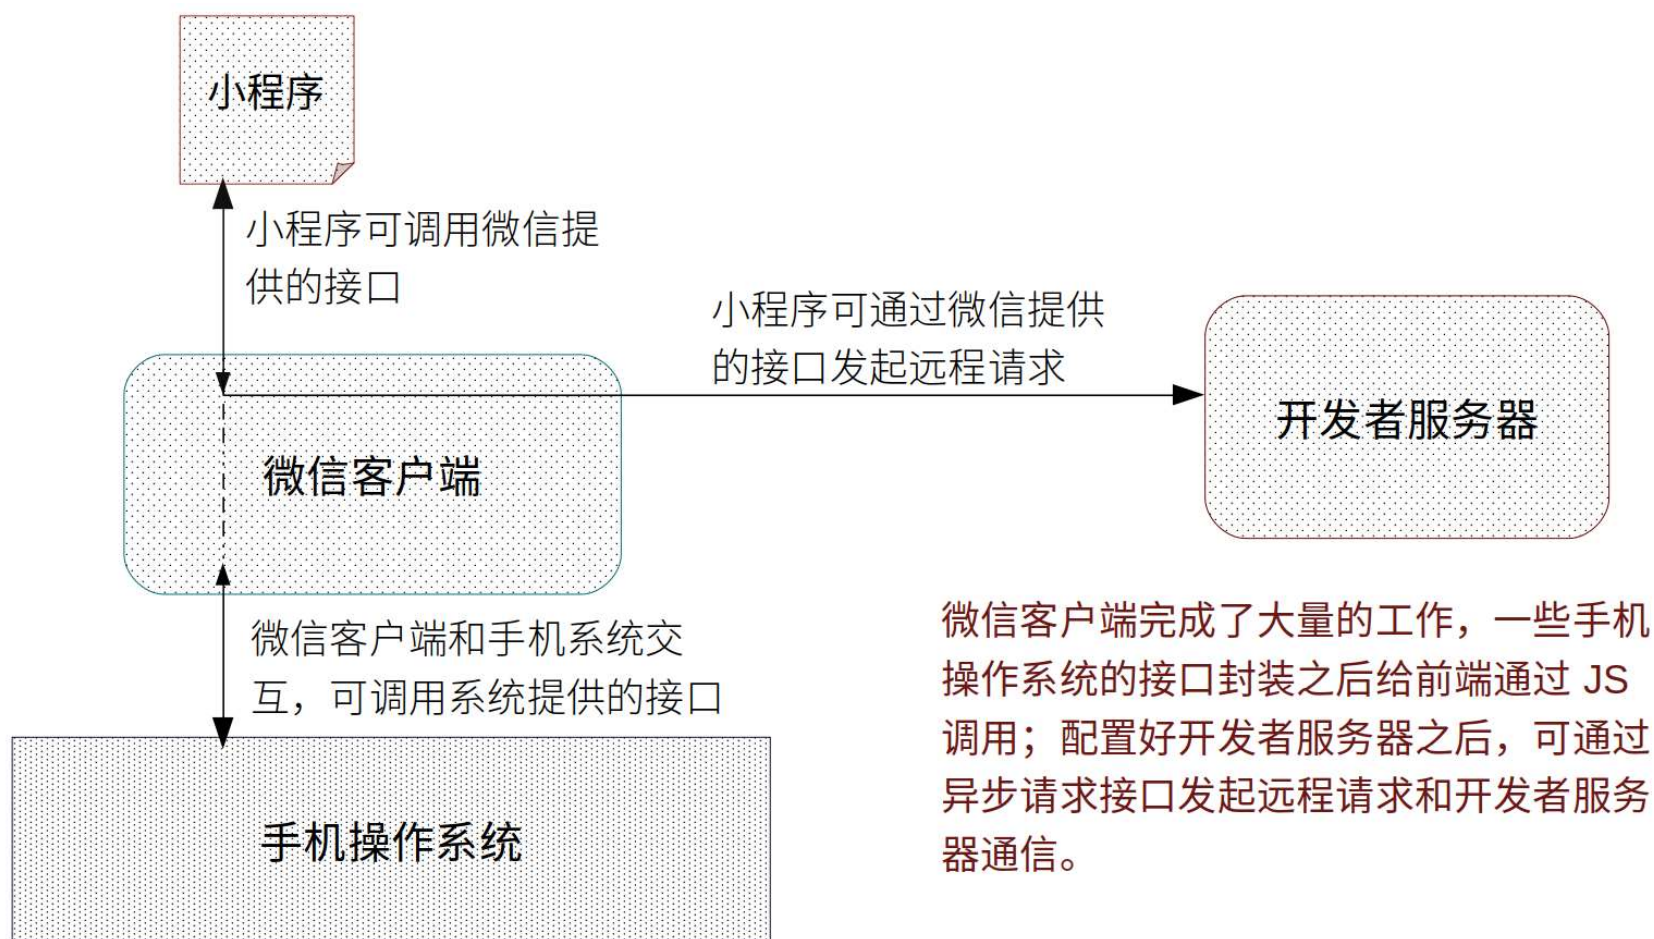 小程序
小程序可调用微信提
供的接口
小程序可通过微信提供
的接口发起远程请求
开发者服务器
微信客户端
微信客户端和手机系统交
互，可调用系统提供的接口
手机操作系统
微信客户端完成了大量的工作，一些手机
操作系统的接口封装之后给前端通过 JS
调用；配置好开发者服务器之后，可通过
异步请求接口发起远程请求和开发者服务
器通信。